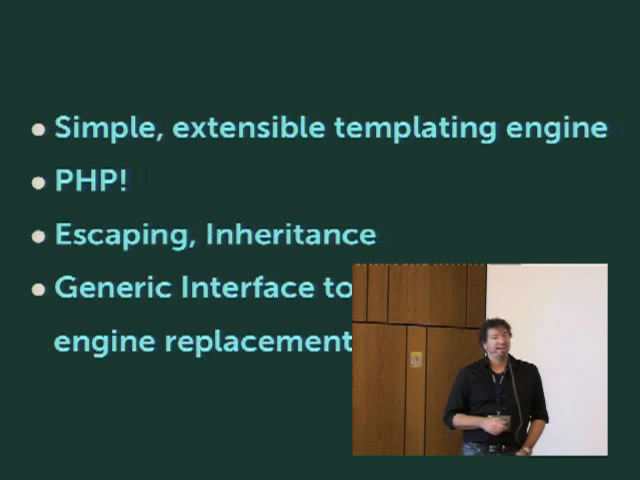 Simple, extensible templating engine
PHP!
Escaping, Inheritance
Generic Interface to
engine replacement